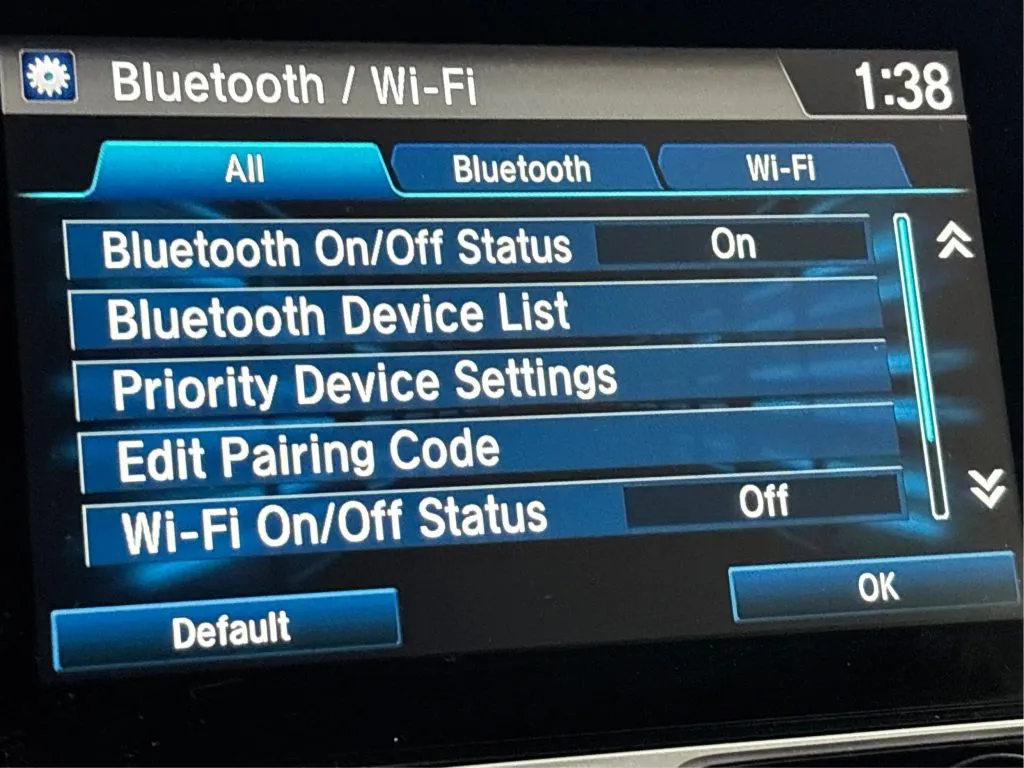 Bluetooth / Wi-Fi
1:38
All
Bluetooth
Wi-Fi
Bluetooth On/Off Status On
Bluetooth Device List
Priority Device Settings
Edit Pairing Code
Wi-Fi On/Off Status Off
Default
OK